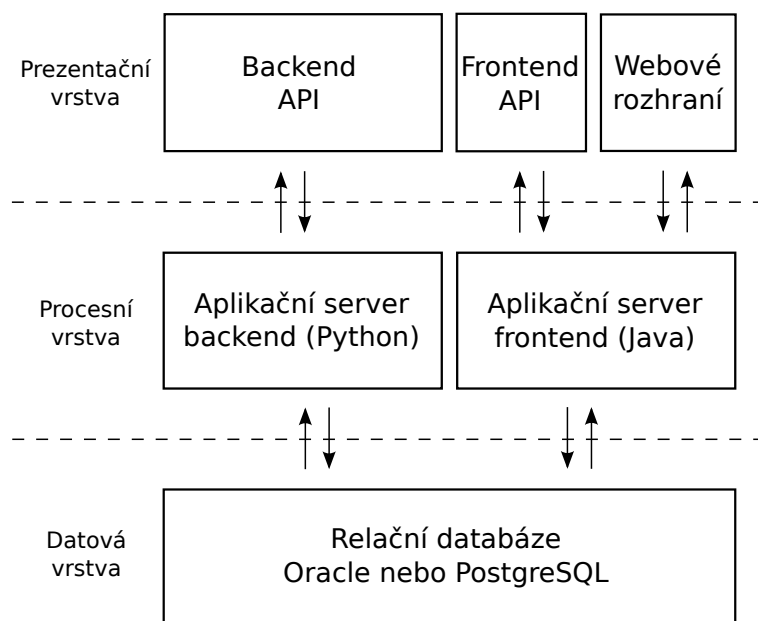 Prezentační
vrstva
Backend
API
Frontend
API
Webové
rozhraní
Procesní
vrstva
Aplikační server
backend (Python)
Aplikační server
frontend (Java)
Datová
vrstva
Relační databáze
Oracle nebo PostgreSQL